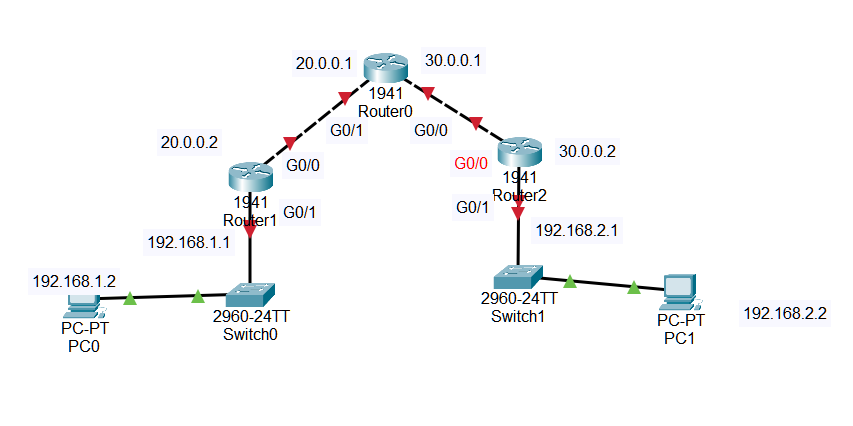 20.0.0.1
30.0.0.1
1941
Router0
G0/1
G0/0
20.0.0.2
G0/0
1941
Router1
G0/1
G0/0
30.0.0.2
1941
Router2
G0/1
192.168.1.1
192.168.2.1
192.168.1.2
PC-PT
PC0
2960-24TT
Switch0
2960-24TT
Switch1
PC-PT
PC1
192.168.2.2